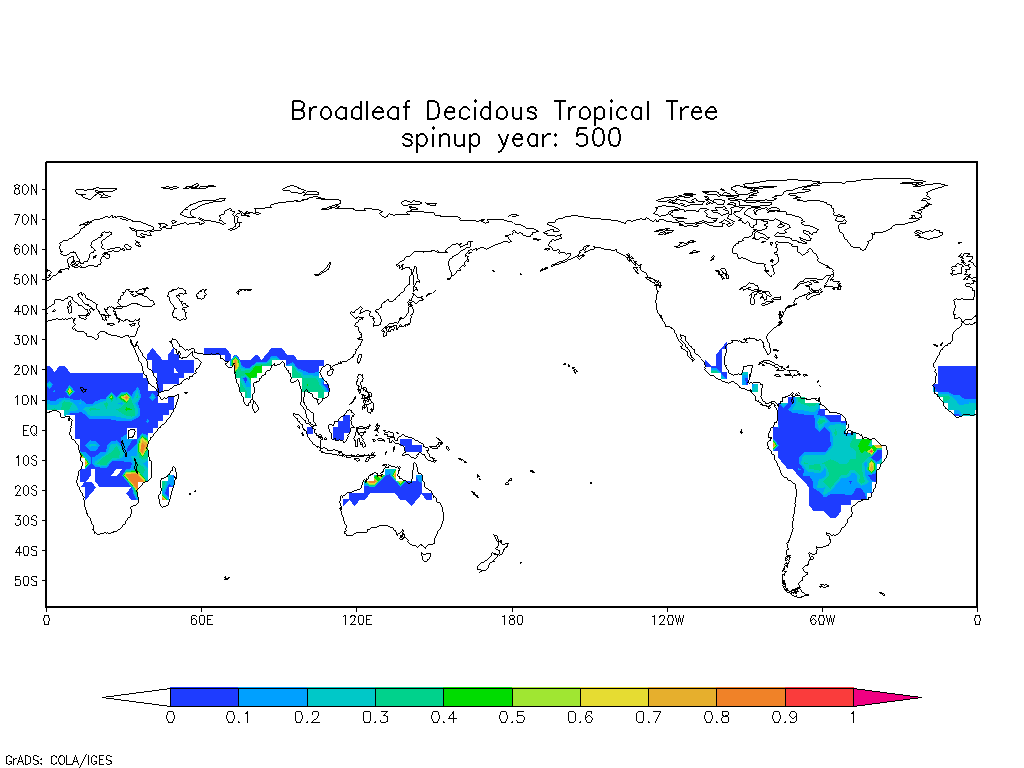 Broadleaf Decidous Tropical Tree
spinup year: 500
80N
70N
60N
50N
40N
30N
20N
10N
EQ
10S
20S
30S
40S
50S
0 60E 120E 180 120W 60W 0
0 0.1 0.2 0.3 0.4 0.5 0.6 0.7 0.8 0.9 1
GrADS: COLA/IGES